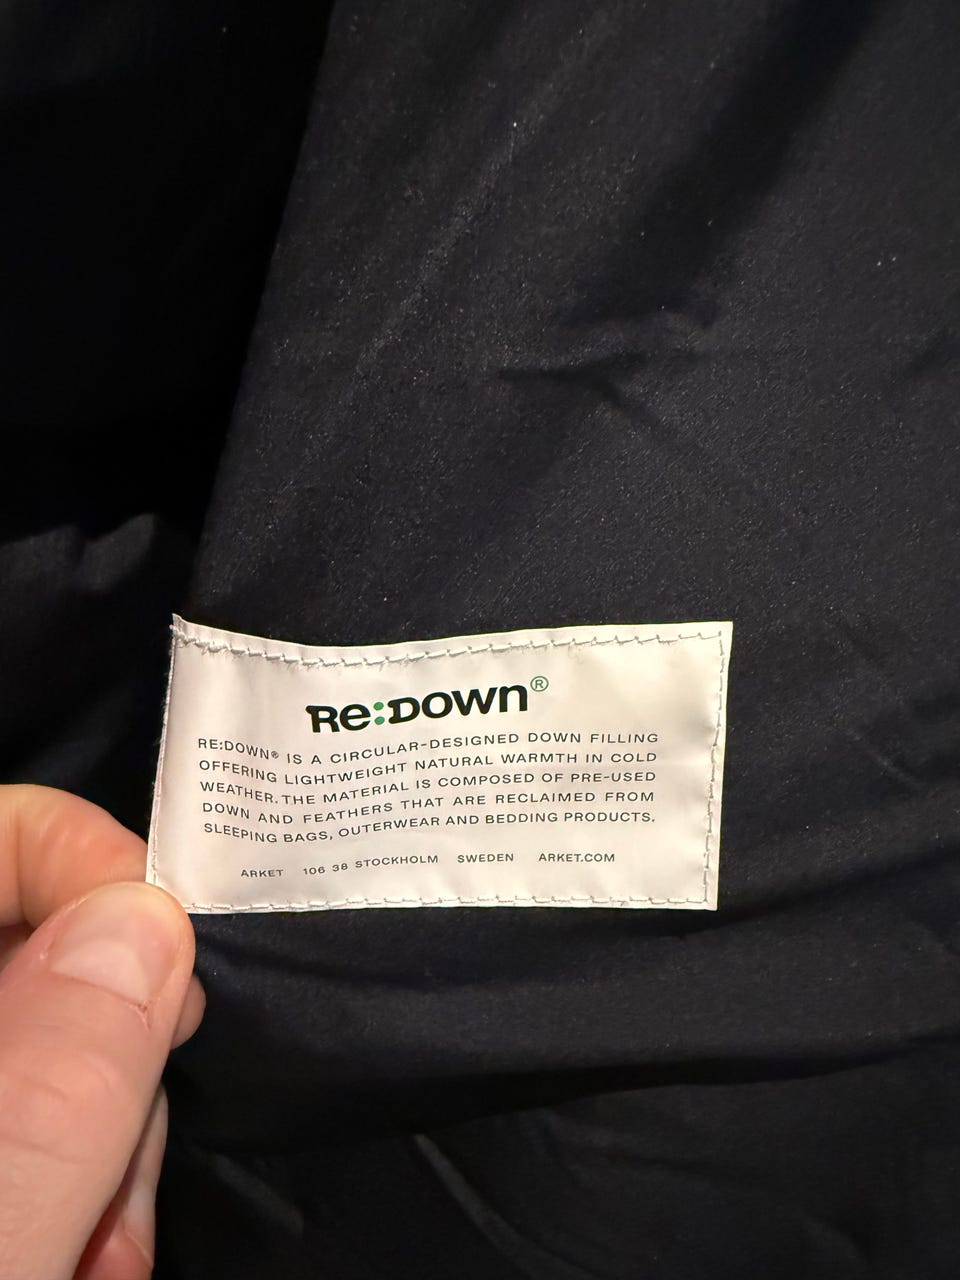 Re:DOWN®
RE:DOWN® IS A CIRCULAR-DESIGNED DOWN FILLING
OFFERING LIGHTWEIGHT NATURAL WARMTH IN COLD
WEATHER. THE MATERIAL IS COMPOSED OF PRE-USED
DOWN AND FEATHERS THAT ARE RECLAIMED FROM
SLEEPING BAGS, OUTERWEAR AND BEDDING PRODUCTS.
ARKET 106 38 STOCKHOLM SWEDEN ARKET.COM